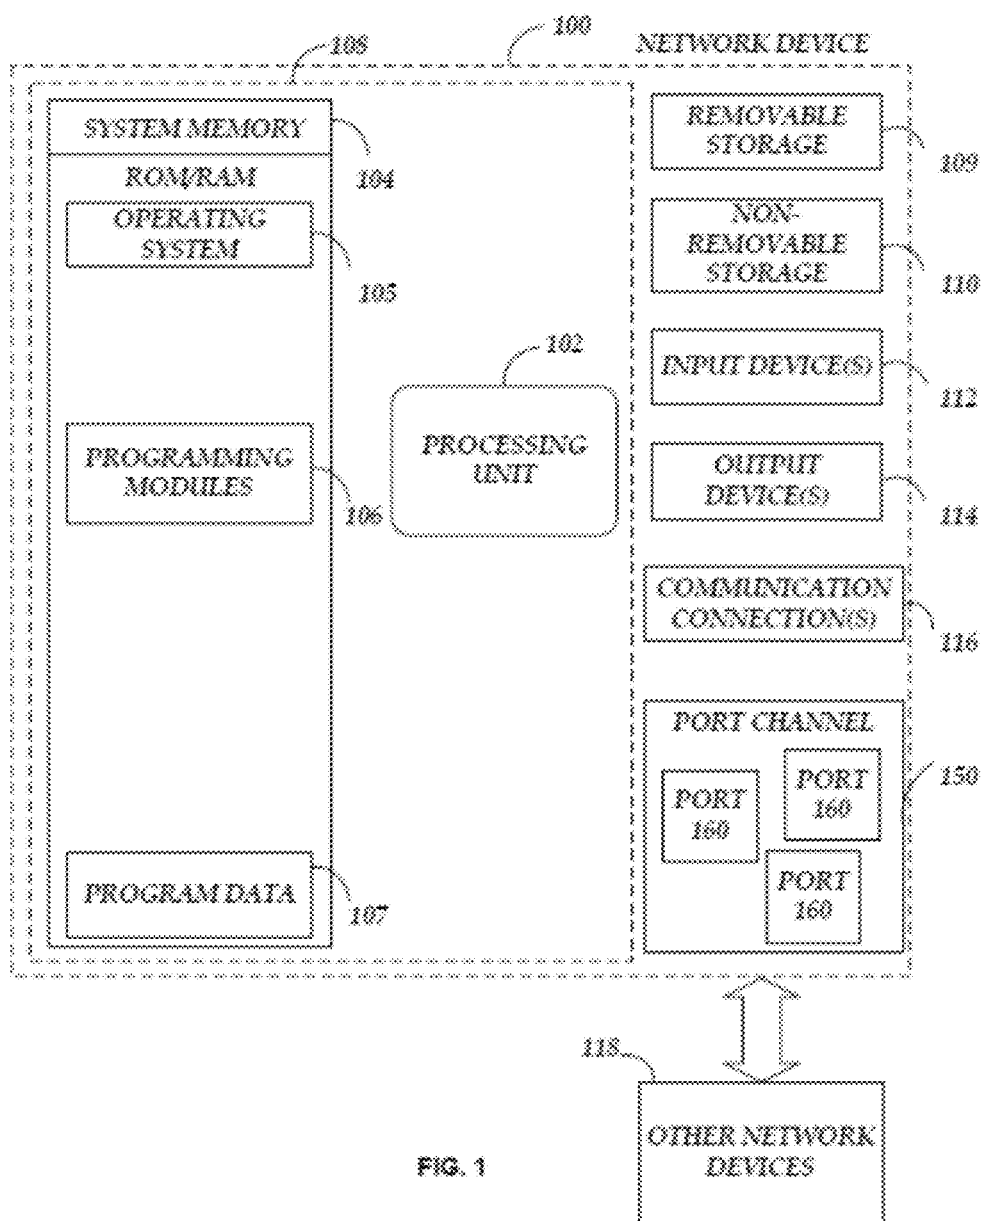 100
NETWORK DEVICE
108
SYSTEM MEMORY
104
ROM/RAM
OPERATING
SYSTEM
105
PROGRAMMING
MODULES
106
PROGRAM DATA
107
102
PROCESSING
UNIT
REMOVABLE
STORAGE
109
NON-
REMOVABLE
STORAGE
110
INPUT DEVICE(S)
112
OUTPUT
DEVICE(S)
114
COMMUNICATION
CONNECTION(S)
116
PORT CHANNEL
150
PORT
160
PORT
160
PORT
160
118
OTHER NETWORK
DEVICES
FIG. 1